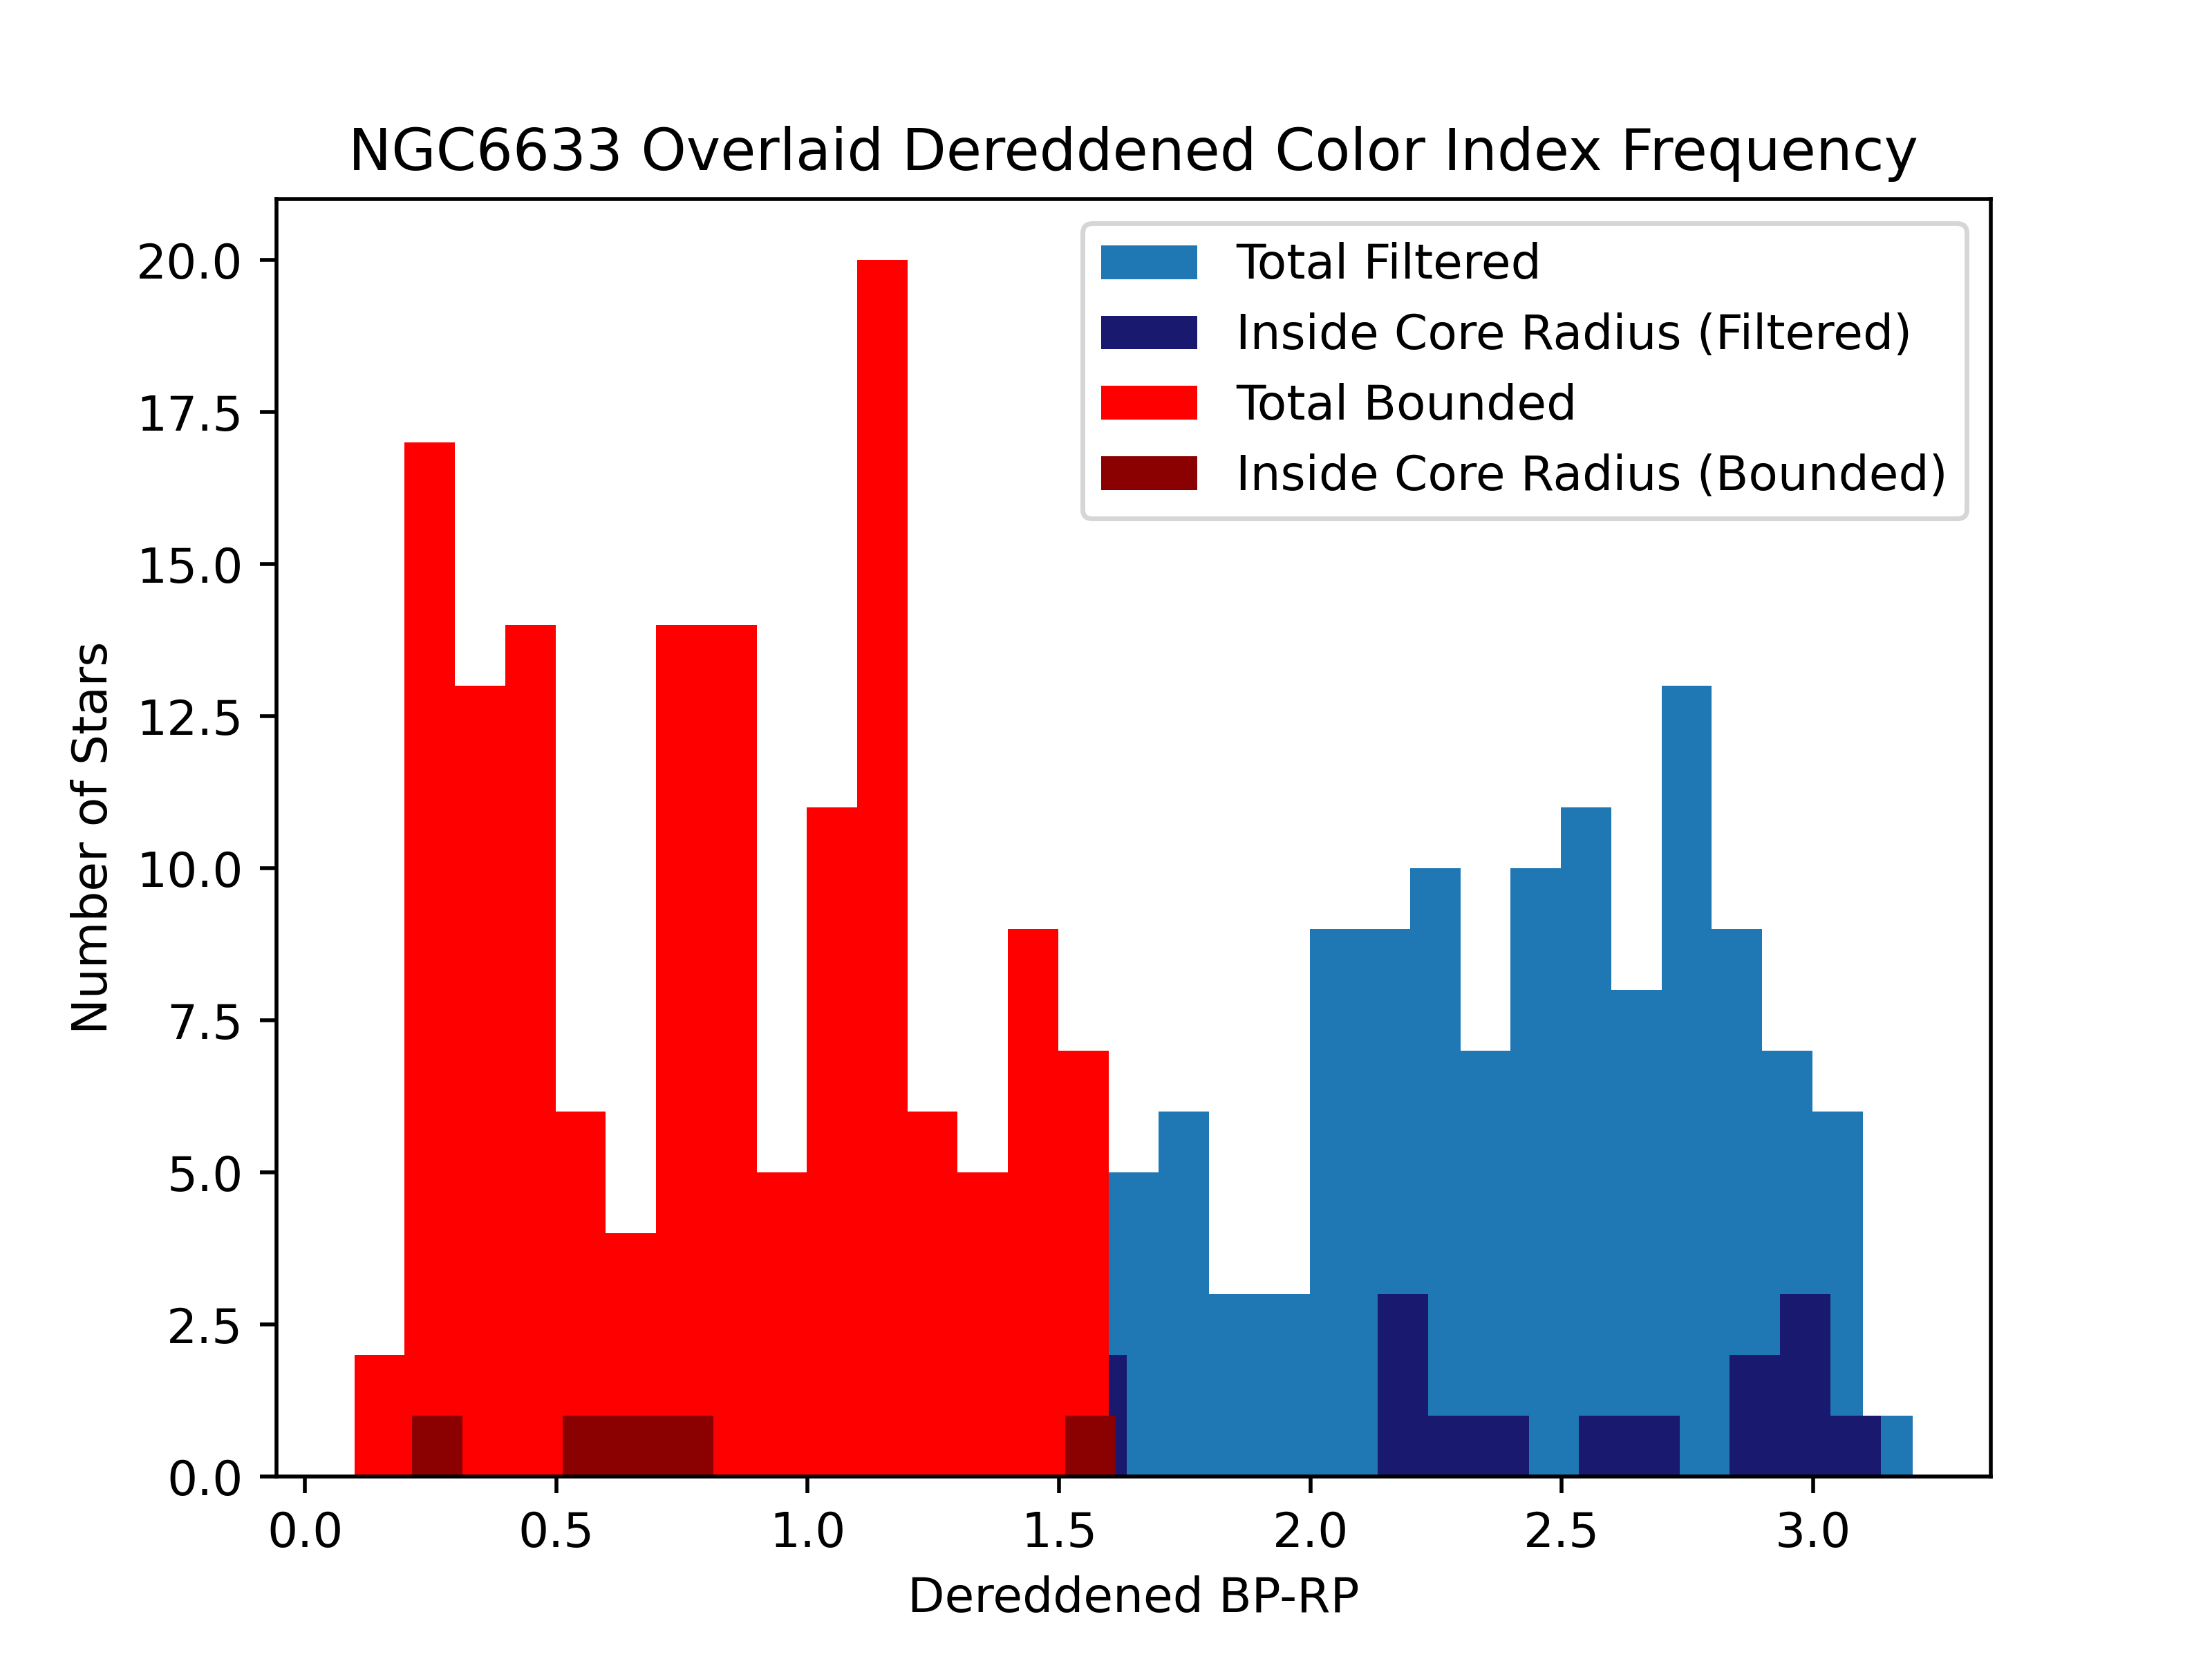 NGC6633 Overlaid Dereddened Color Index Frequency
Total Filtered
Inside Core Radius (Filtered)
Total Bounded
Inside Core Radius (Bounded)
Number of Stars
20.0
17.5
15.0
12.5
10.0
7.5
5.0
2.5
0.0
0.0 0.5 1.0 1.5 2.0 2.5 3.0
Dereddened BP-RP